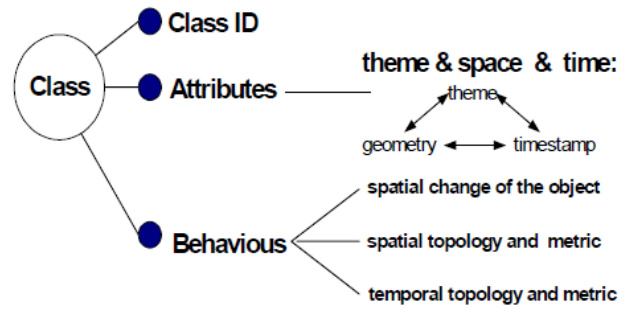 Class ID
Class
Attributes
theme & space & time:
theme
geometry
timestamp
Behavious
spatial change of the object
spatial topology and metric
temporal topology and metric